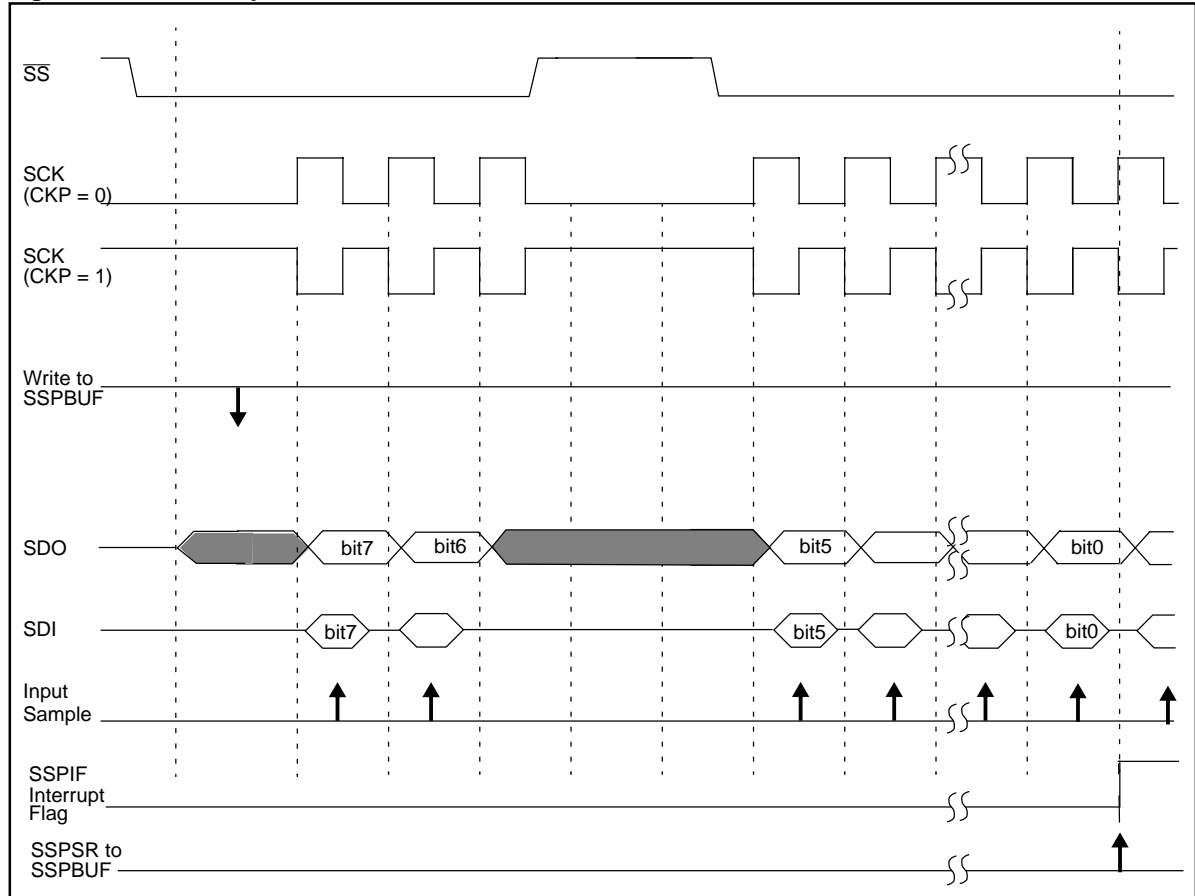 SS
SCK
(CKP = 0)
SCK
(CKP = 1)
Write to
SSPBUF
SDO
bit7
bit6
bit5
bit0
SDI
bit7
bit5
bit0
Input
Sample
SSPIF
Interrupt
Flag
SSPSR to
SSPBUF